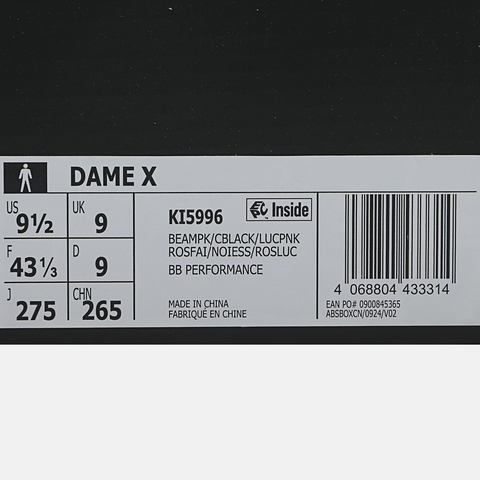 DAME X
US 9½ UK 9
F 43⅓ D 9
J 275 CHN 265
KI5996 Inside
BEAMPK/CBLACK/LUCPNK
ROSFAI/NOIESS/ROSLUC
BB PERFORMANCE
MADE IN CHINA
FABRIQUÉ EN CHINE
4 068804 433314
EAN PO# 0900845365
ABSBOXCN/0924/V02